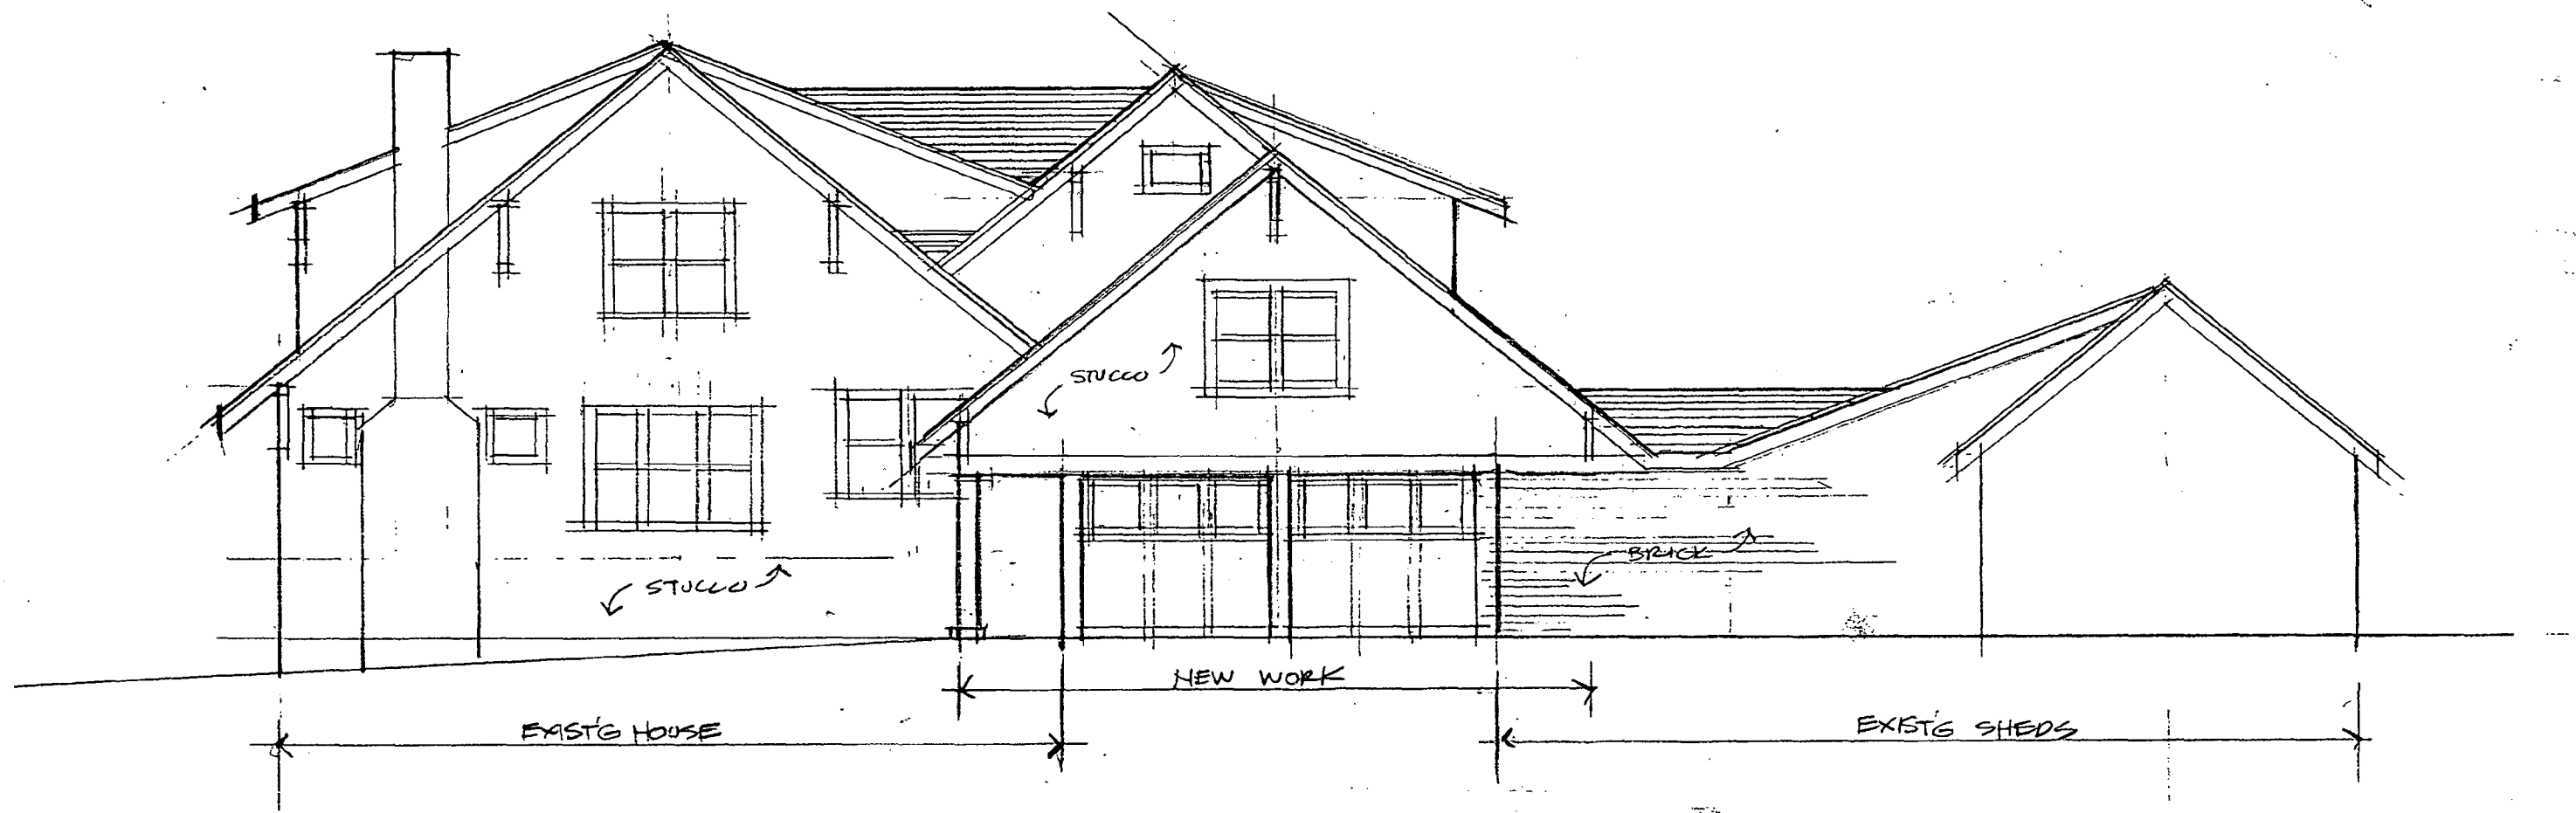 STUCCO
STUCCO
BRICK
NEW WORK
EXIST'G HOUSE
EXIST'G SHEDS